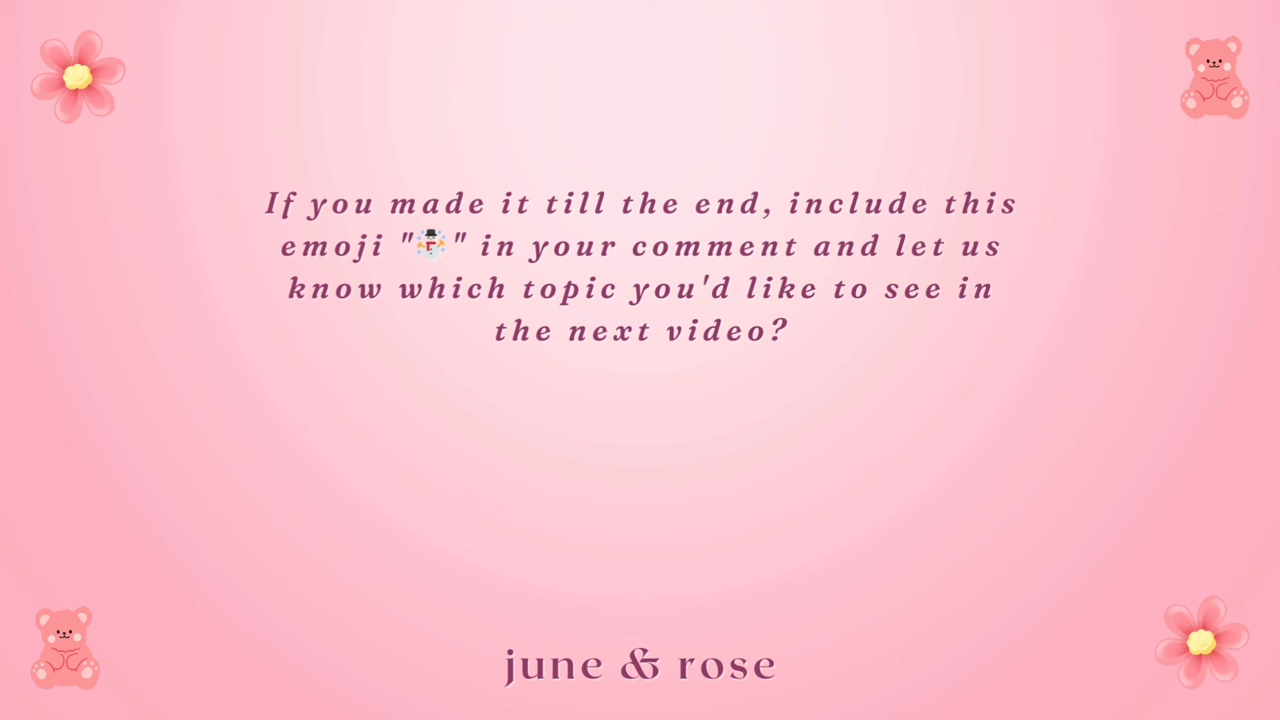 If you made it till the end, include this
emoji "☃️" in your comment and let us
know which topic you'd like to see in
the next video?
june & rose